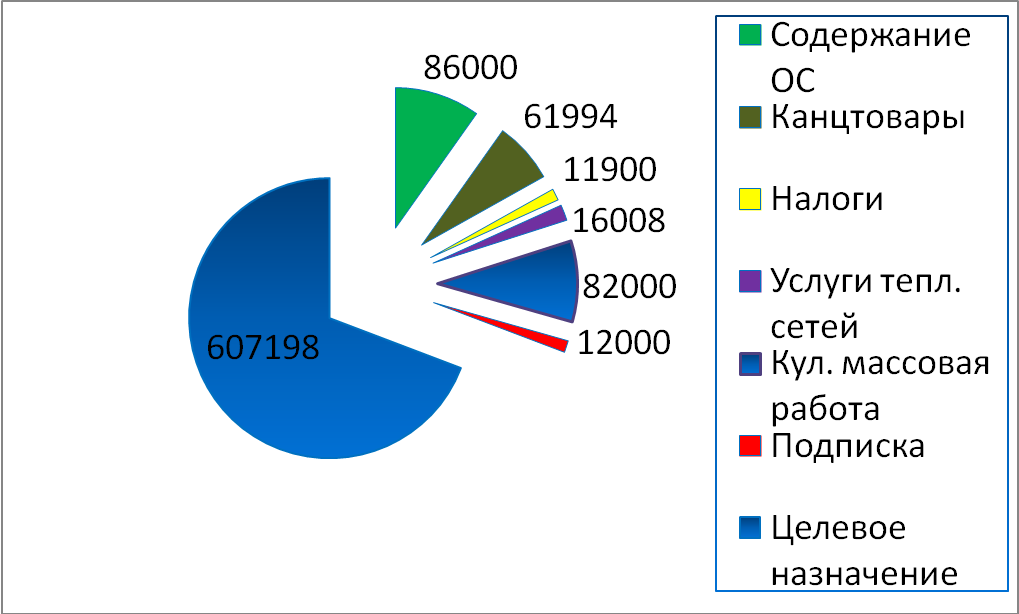 86000
61994
11900
16008
82000
12000
607198
Содержание
ОС
Канцтовары
Налоги
Услуги тепл.
сетей
Кул. массовая
работа
Подписка
Целевое
назначение